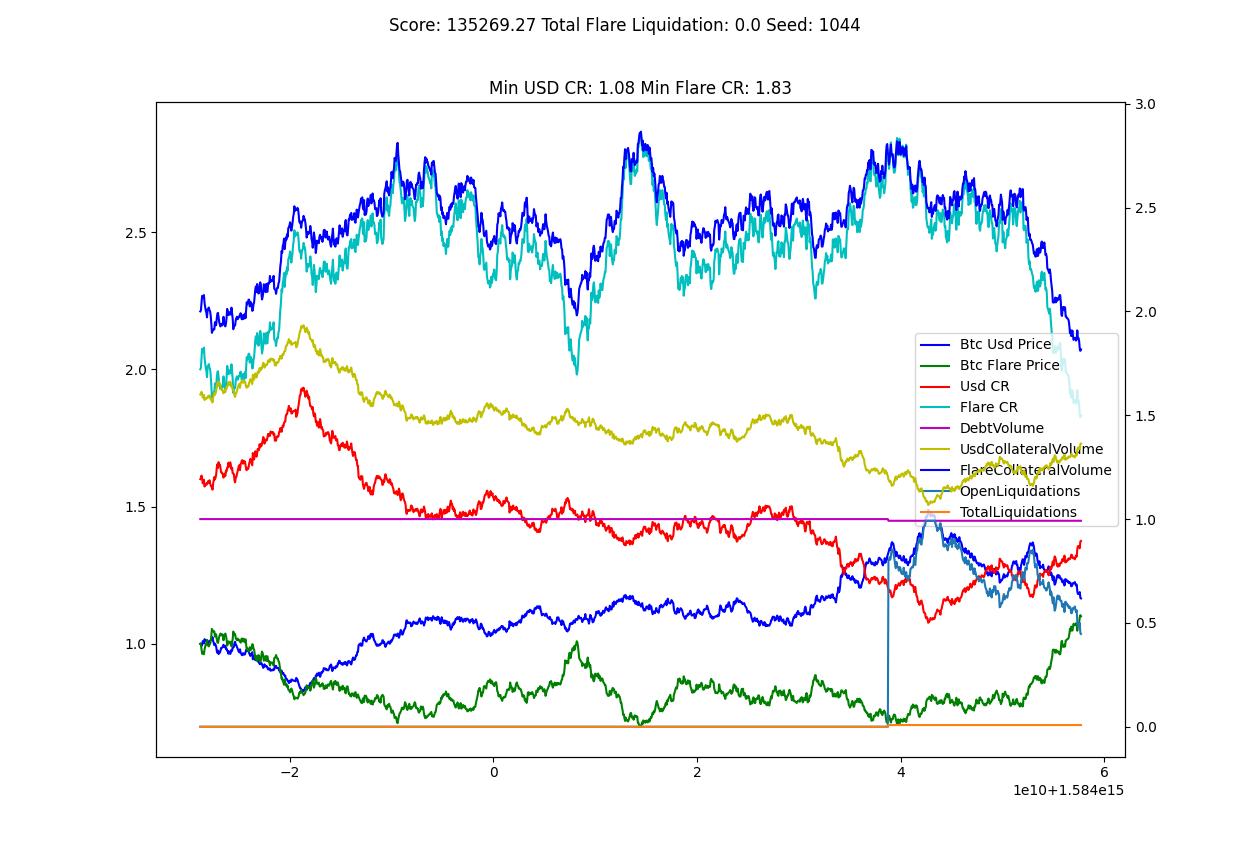 Score: 135269.27 Total Flare Liquidation: 0.0 Seed: 1044
Min USD CR: 1.08 Min Flare CR: 1.83
3.0
2.5
2.5
2.0
2.0
1.5
1.5
1.0
1.0
0.5
0.0
Btc Usd Price
Btc Flare Price
Usd CR
Flare CR
DebtVolume
UsdCollateralVolume
FlareCollateralVolume
OpenLiquidations
TotalLiquidations
−2
0
2
4
6
1e10+1.584e15